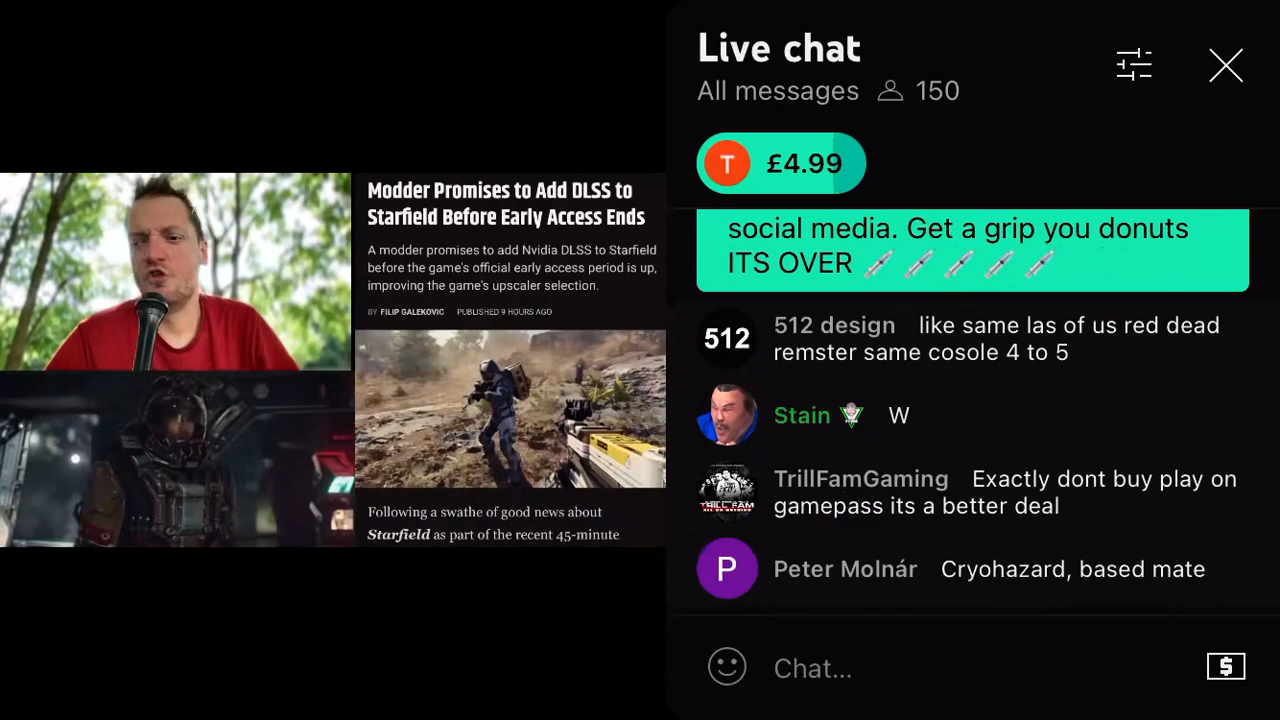 Modder Promises to Add DLSS to
Starfield Before Early Access Ends
A modder promises to add Nvidia DLSS to Starfield
before the game's official early access period is up,
improving the game's upscaler selection.
BY FILIP GALEKOVIC PUBLISHED 9 HOURS AGO
Following a swathe of good news about
Starfield as part of the recent 45-minute
Live chat
All messages 150
T £4.99
social media. Get a grip you donuts
ITS OVER
512 512 design like same las of us red dead
remster same cosole 4 to 5
Stain W
TrillFamGaming Exactly dont buy play on
gamepass its a better deal
P Peter Molnár Cryohazard, based mate
Chat...
$